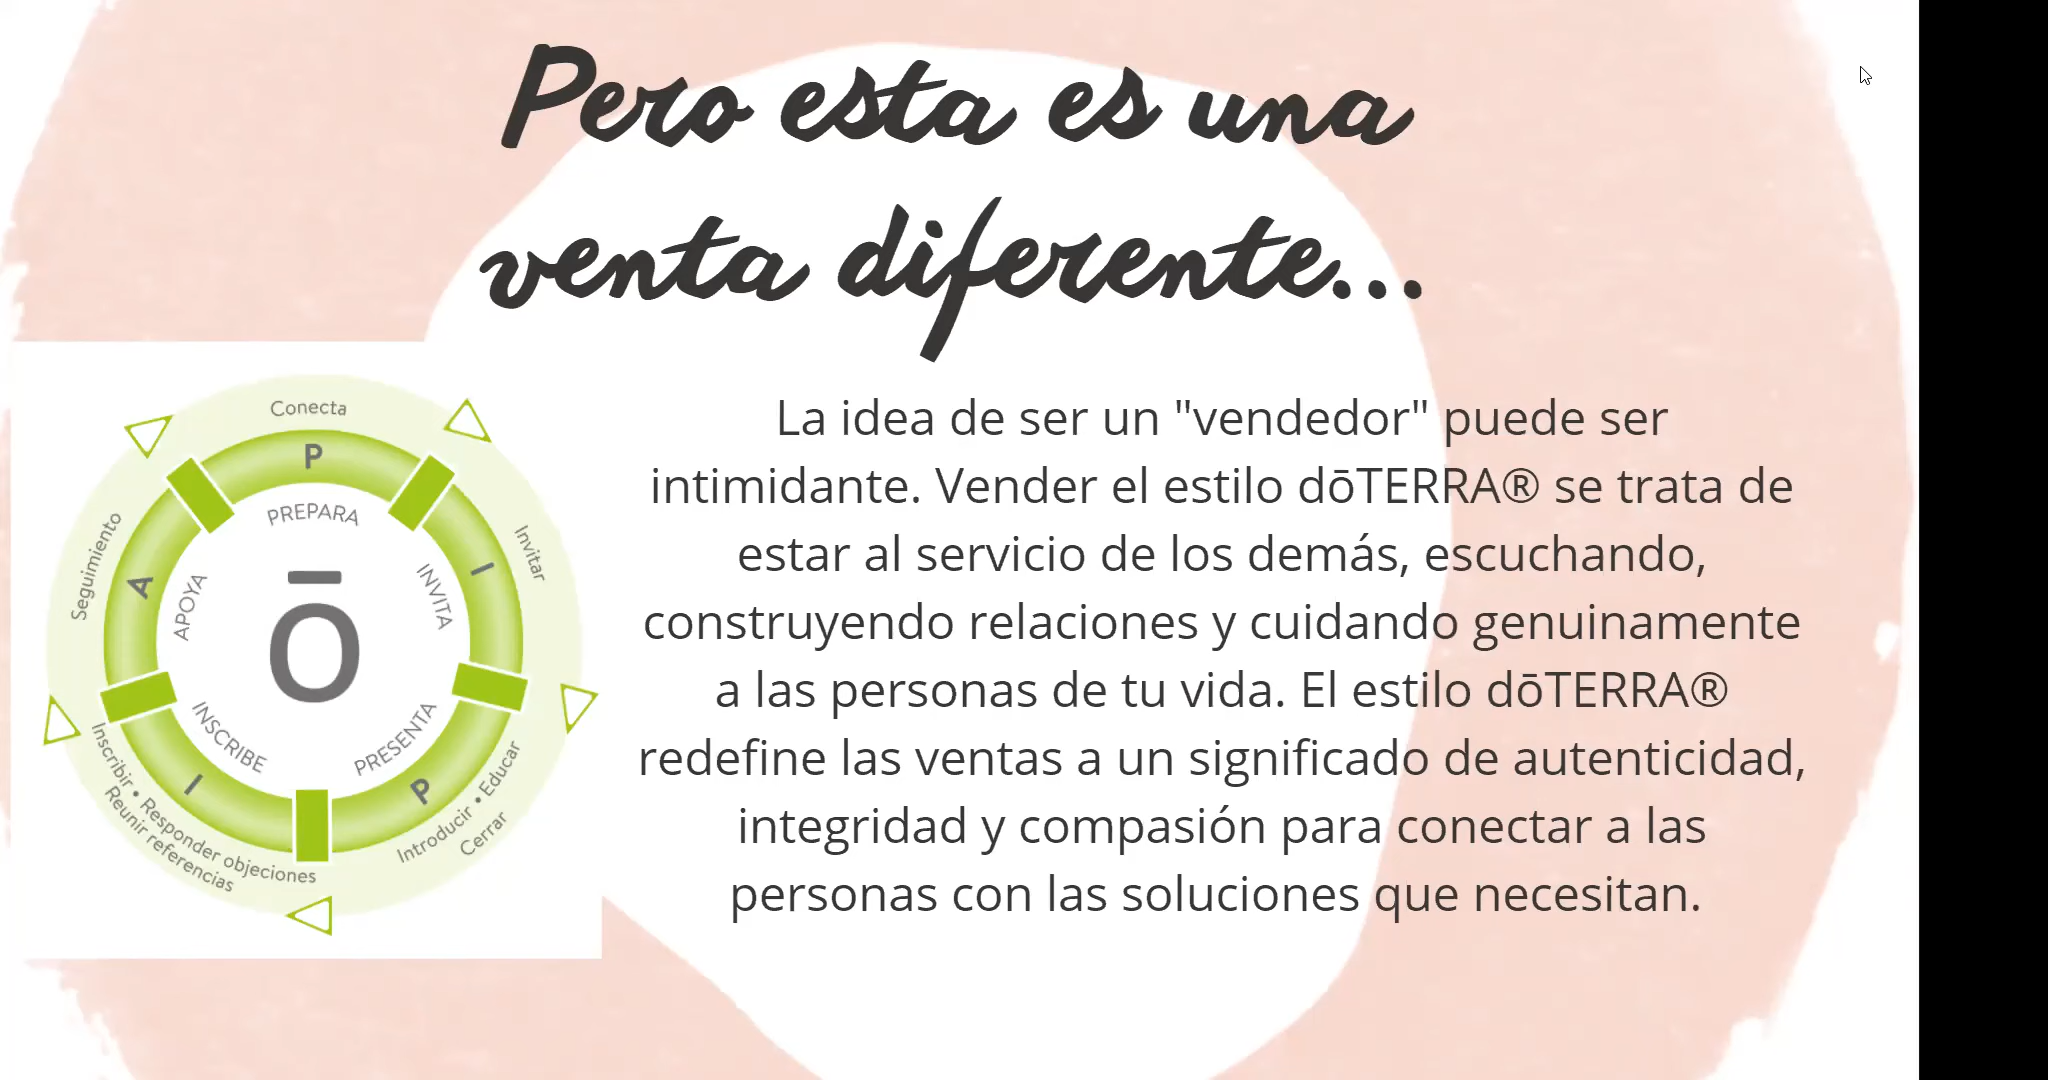 Pero esta es una
venta diferente...
La idea de ser un "vendedor" puede ser
intimidante. Vender el estilo dōTERRA® se trata de
estar al servicio de los demás, escuchando,
construyendo relaciones y cuidando genuinamente
a las personas de tu vida. El estilo dōTERRA®
redefine las ventas a un significado de autenticidad,
integridad y compasión para conectar a las
personas con las soluciones que necesitan.
Conecta
P
PREPARA
Invitar
I
INVITA
Introducir • Educar
Cerrar
P
PRESENTA
Inscribir • Responder objeciones
Reunir referencias
I
INSCRIBE
Seguimiento
A
APOYA
ō